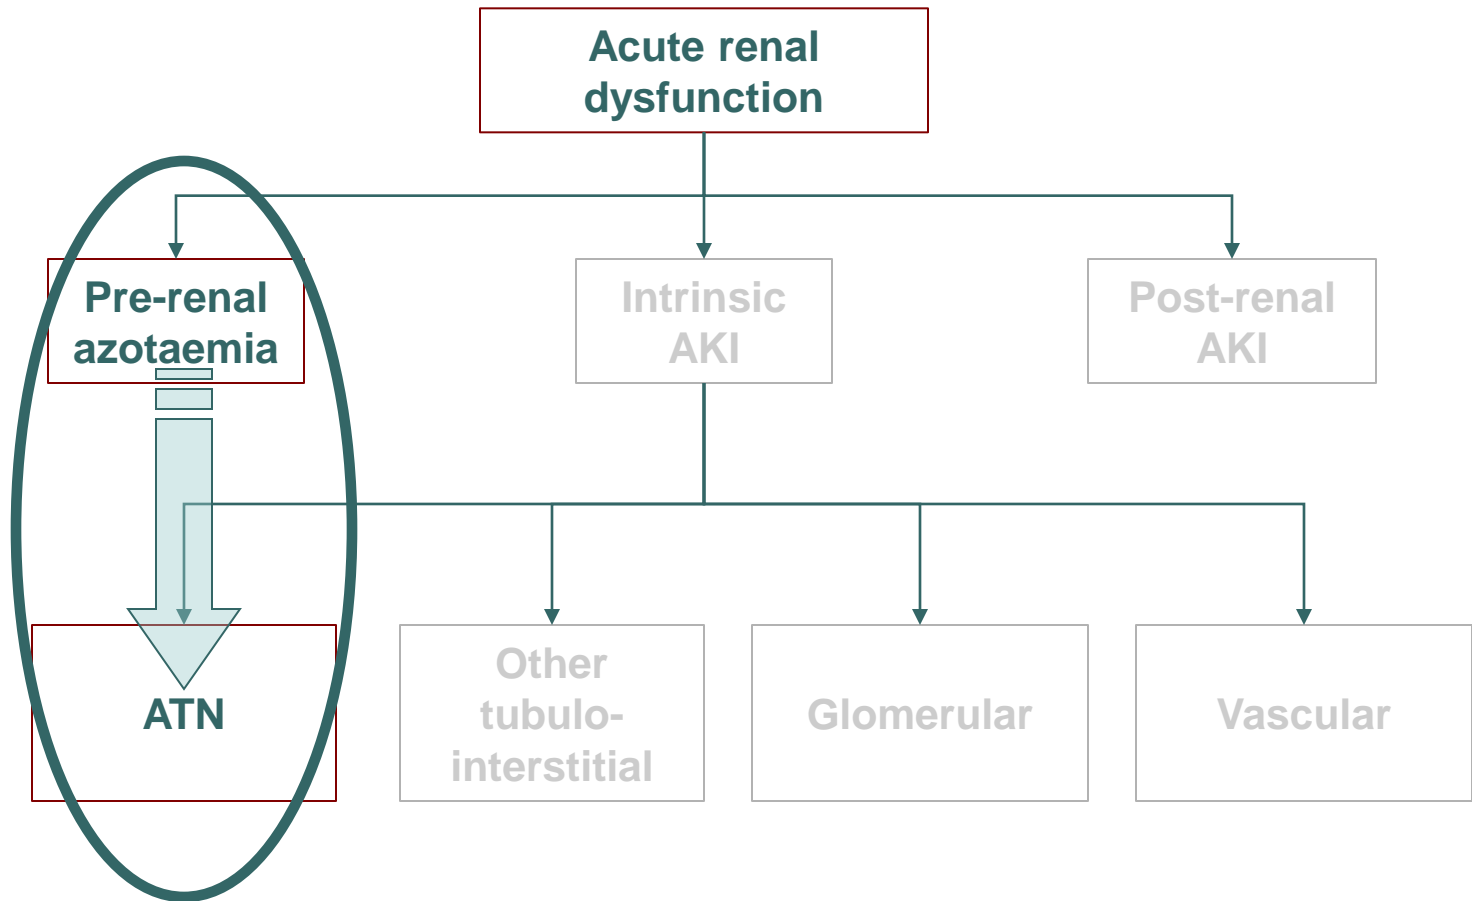 Acute renal
dysfunction
Pre-renal
azotaemia
Intrinsic
AKI
Post-renal
AKI
ATN
Other
tubulo-
interstitial
Glomerular
Vascular